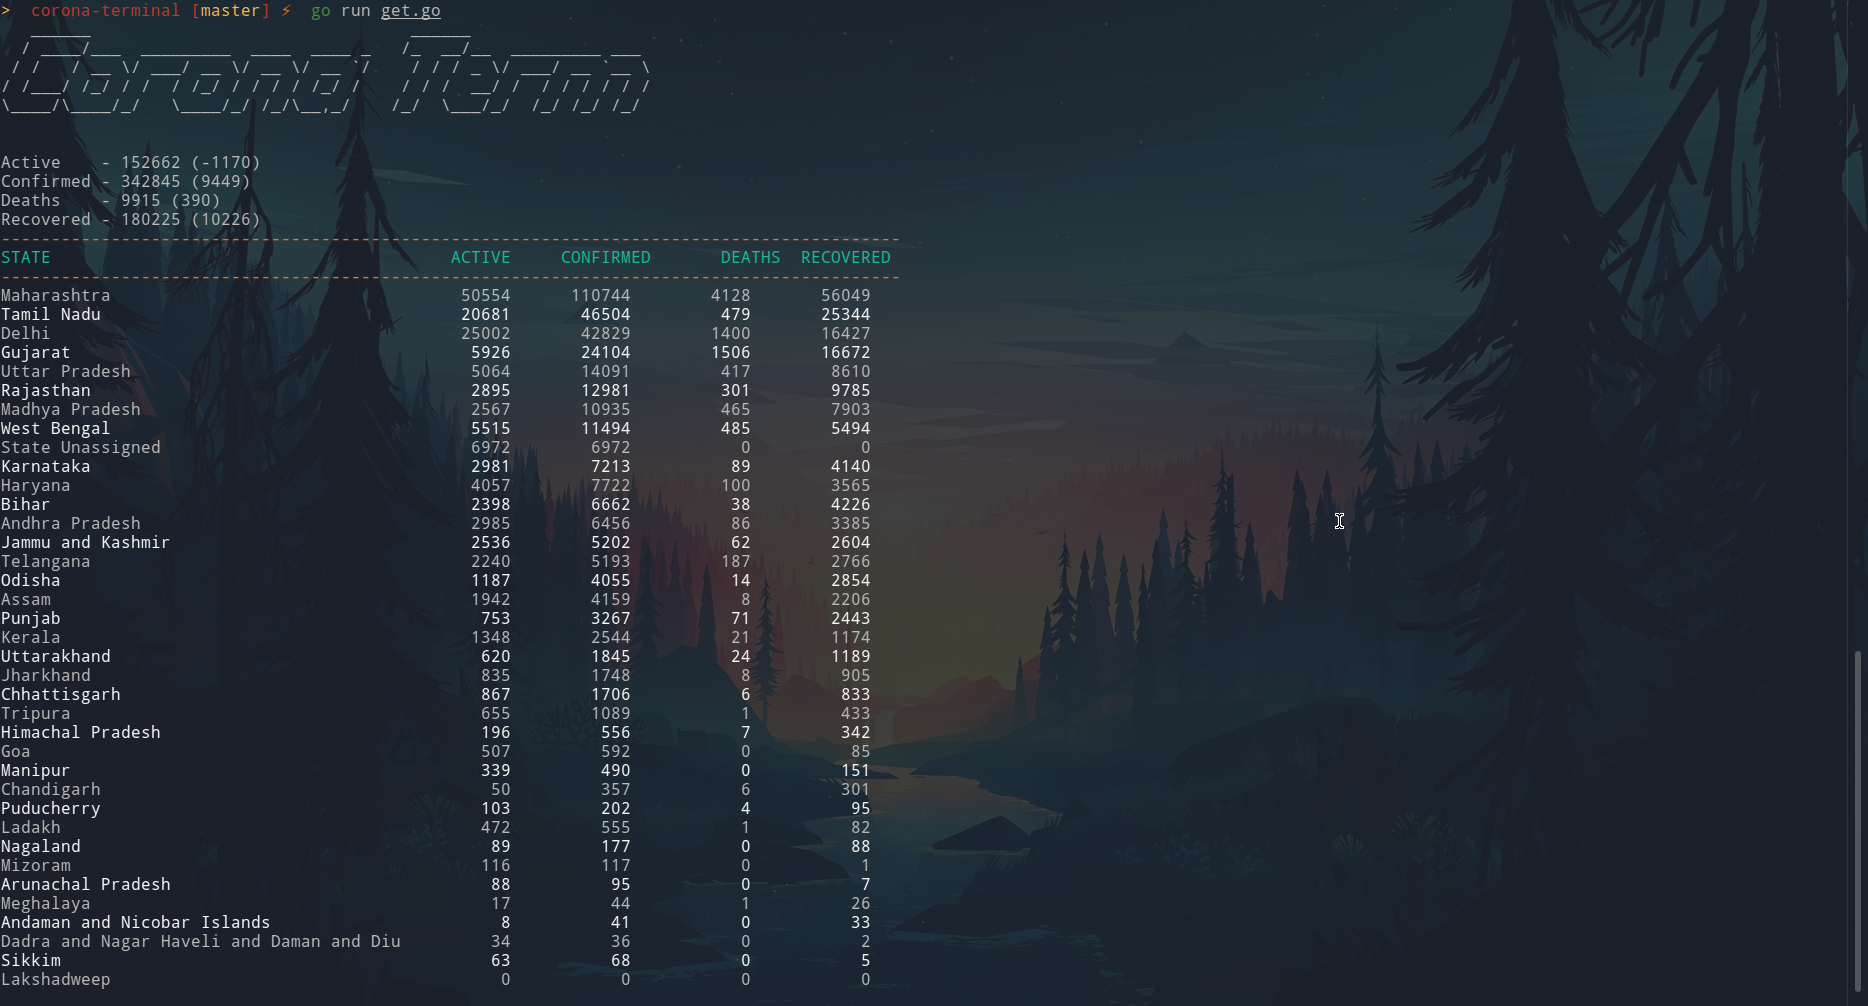 > corona-terminal [master] ⚡ go run get.go
Corona Term
Active    - 152662 (-1170)
Confirmed - 342845 (9449)
Deaths    - 9915 (390)
Recovered - 180225 (10226)
STATE ACTIVE CONFIRMED DEATHS RECOVERED
Maharashtra 50554 110744 4128 56049
Tamil Nadu 20681 46504 479 25344
Delhi 25002 42829 1400 16427
Gujarat 5926 24104 1506 16672
Uttar Pradesh 5064 14091 417 8610
Rajasthan 2895 12981 301 9785
Madhya Pradesh 2567 10935 465 7903
West Bengal 5515 11494 485 5494
State Unassigned 6972 6972 0 0
Karnataka 2981 7213 89 4140
Haryana 4057 7722 100 3565
Bihar 2398 6662 38 4226
Andhra Pradesh 2985 6456 86 3385
Jammu and Kashmir 2536 5202 62 2604
Telangana 2240 5193 187 2766
Odisha 1187 4055 14 2854
Assam 1942 4159 8 2206
Punjab 753 3267 71 2443
Kerala 1348 2544 21 1174
Uttarakhand 620 1845 24 1189
Jharkhand 835 1748 8 905
Chhattisgarh 867 1706 6 833
Tripura 655 1089 1 433
Himachal Pradesh 196 556 7 342
Goa 507 592 0 85
Manipur 339 490 0 151
Chandigarh 50 357 6 301
Puducherry 103 202 4 95
Ladakh 472 555 1 82
Nagaland 89 177 0 88
Mizoram 116 117 0 1
Arunachal Pradesh 88 95 0 7
Meghalaya 17 44 1 26
Andaman and Nicobar Islands 8 41 0 33
Dadra and Nagar Haveli and Daman and Diu 34 36 0 2
Sikkim 63 68 0 5
Lakshadweep 0 0 0 0